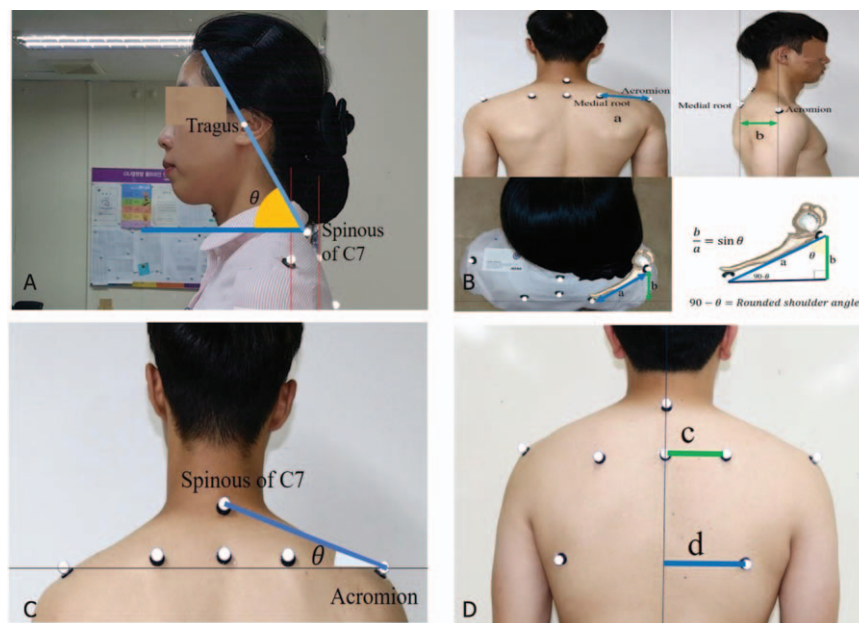 Tragus
θ
Spinous
of C7
A
Acromion
Medial root
a
Medial root
Acromion
b
a
b
B
b/a = sin θ
θ
a
b
90-θ
90 − θ = Rounded shoulder angle
Spinous of C7
θ
Acromion
C
c
d
D